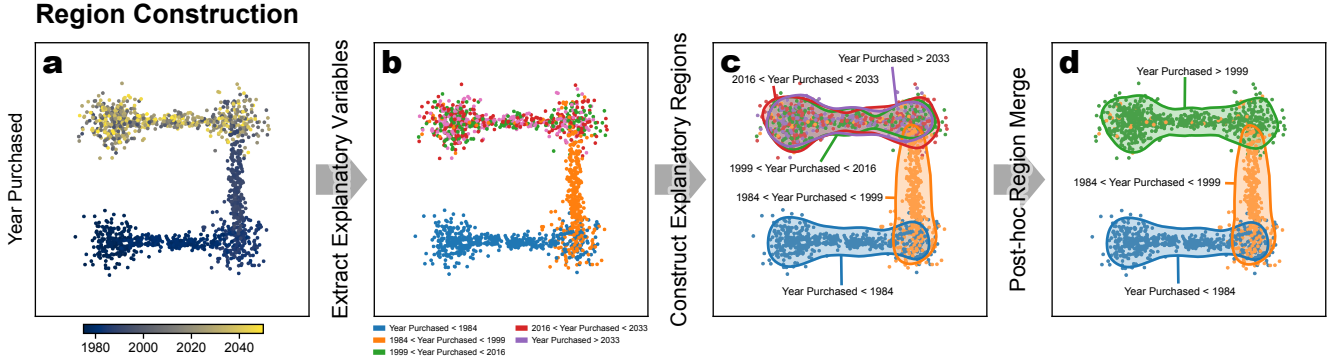 Region Construction
a
Year Purchased
1980 2000 2020 2040
Extract Explanatory Variables
b
Year Purchased < 1984
1984 < Year Purchased < 1999
1999 < Year Purchased < 2016
2016 < Year Purchased < 2033
Year Purchased > 2033
Construct Explanatory Regions
c
Year Purchased > 2033
2016 < Year Purchased < 2033
1999 < Year Purchased < 2016
1984 < Year Purchased < 1999
Year Purchased < 1984
Post-hoc Region Merge
d
Year Purchased > 1999
1984 < Year Purchased < 1999
Year Purchased < 1984